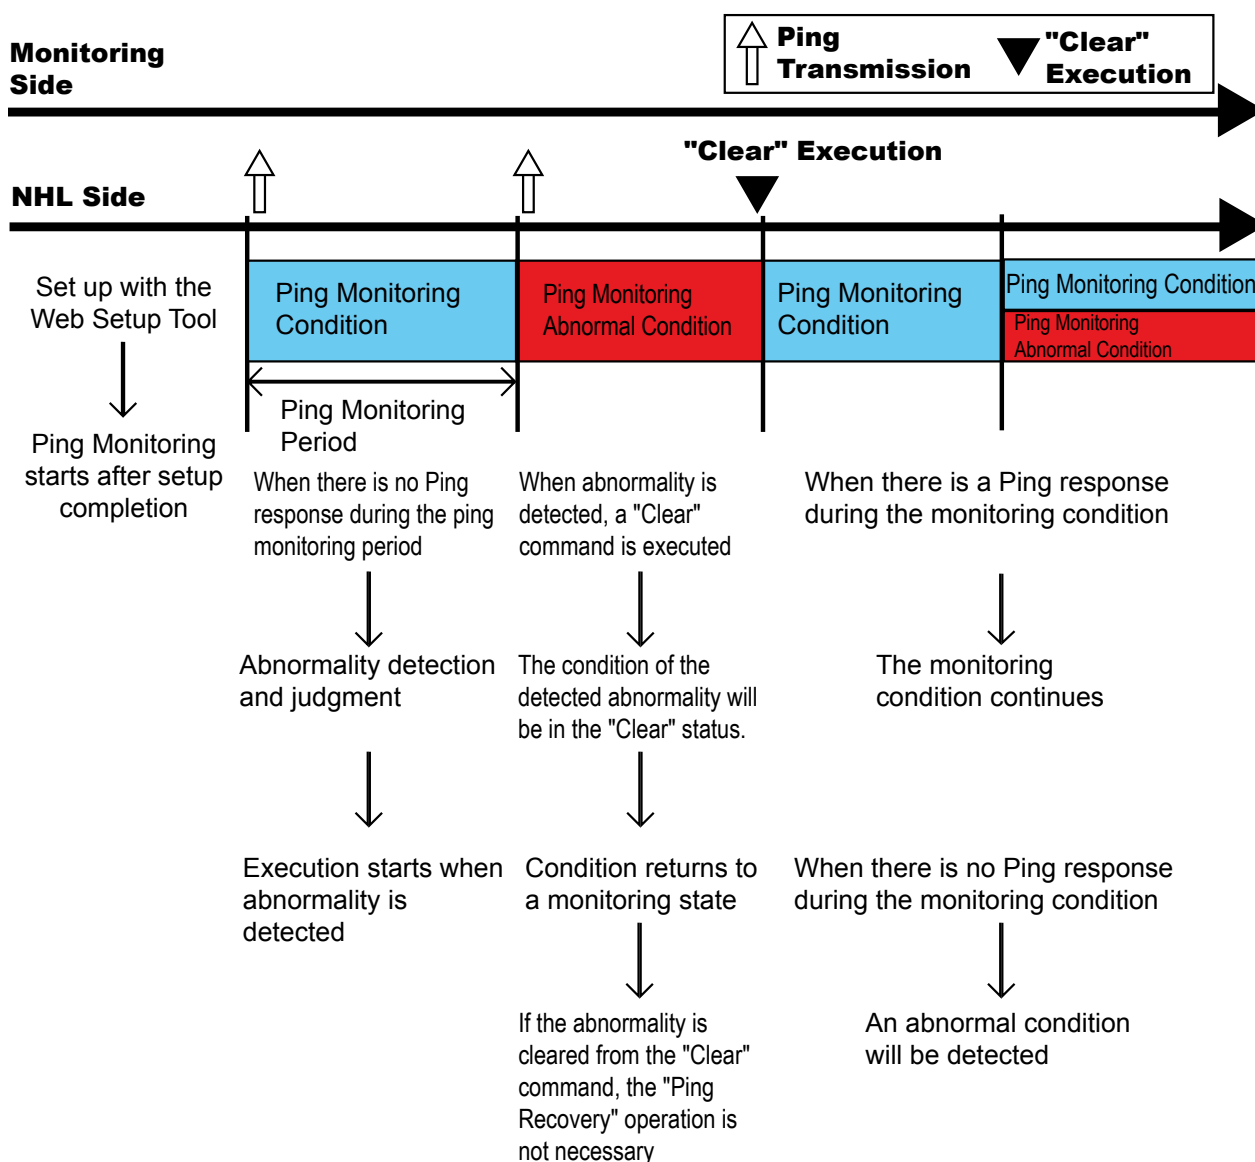 Monitoring
Side
Ping
Transmission
"Clear"
Execution
"Clear" Execution
NHL Side
Set up with the
Web Setup Tool
Ping Monitoring
starts after setup
completion
Ping Monitoring
Condition
Ping Monitoring
Abnormal Condition
Ping Monitoring
Condition
Ping Monitoring Condition
Ping Monitoring
Abnormal Condition
Ping Monitoring
Period
When there is no Ping
response during the ping
monitoring period
Abnormality detection
and judgment
Execution starts when
abnormality is
detected
When abnormality is
detected, a "Clear"
command is executed
The condition of the
detected abnormality will
be in the "Clear" status.
Condition returns to
a monitoring state
If the abnormality is
cleared from the "Clear"
command, the "Ping
Recovery" operation is
not necessary
When there is a Ping response
during the monitoring condition
The monitoring
condition continues
When there is no Ping response
during the monitoring condition
An abnormal condition
will be detected